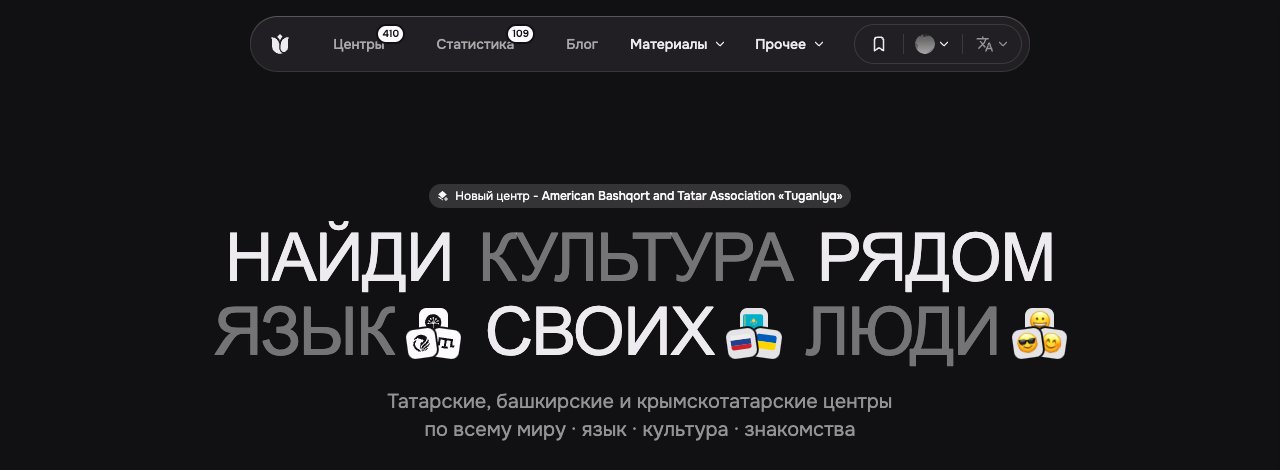 Центры 410 Статистика 109 Блог Материалы Прочее
Новый центр - American Bashqort and Tatar Association «Tuganlyq»
НАЙДИ КУЛЬТУРА РЯДОМ
ЯЗЫК СВОИХ ЛЮДИ
Татарские, башкирские и крымскотатарские центры
по всему миру · язык · культура · знакомства